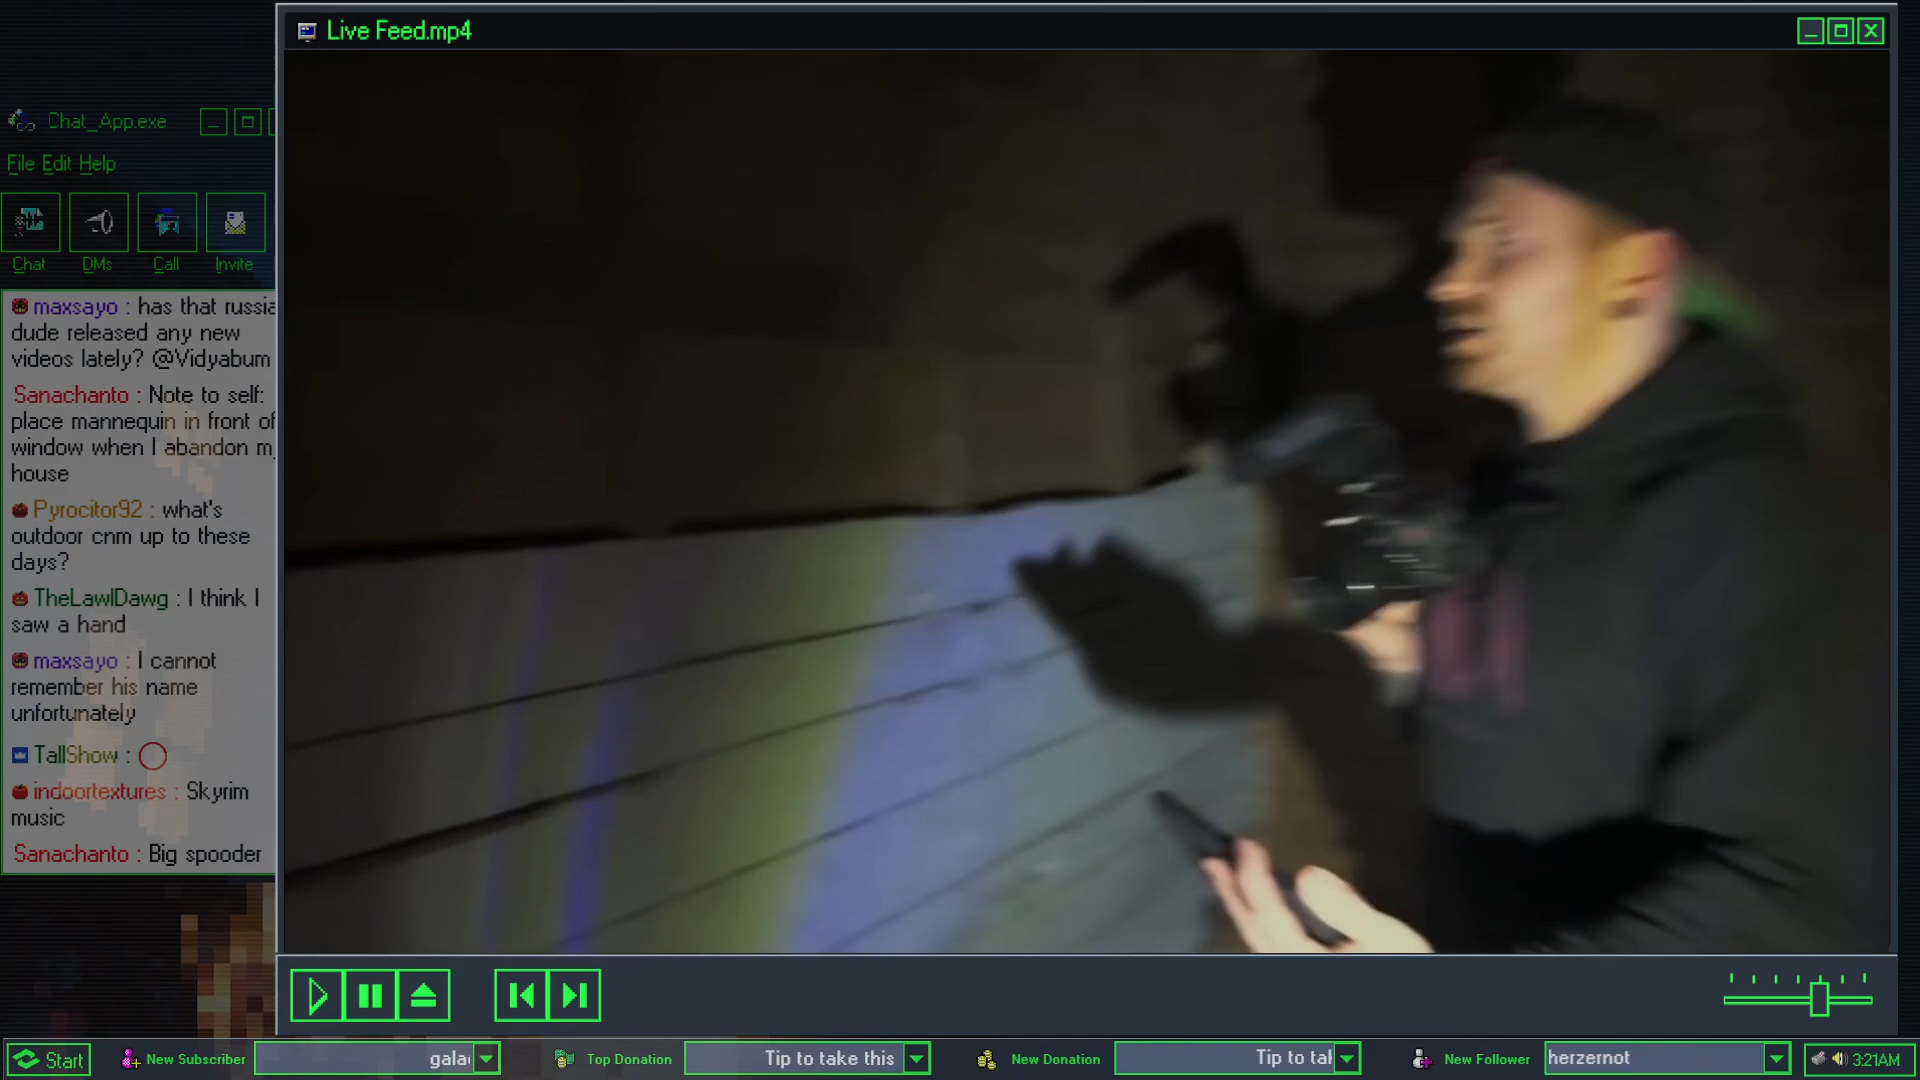 Live Feed.mp4
Chat_App.exe
File Edit Help
Chat
DMs
Call
Invite
maxsayo : has that russia
dude released any new
videos lately? @Vidyabum
Sanachanto : Note to self:
place mannequin in front of
window when I abandon m
house
Pyrocitor92 : what's
outdoor cnm up to these
days?
TheLawlDawg : I think I
saw a hand
maxsayo : I cannot
remember his name
unfortunately
TallShow :
indoortextures : Skyrim
music
Sanachanto : Big spooder
Start
New Subscriber
gala
Top Donation
Tip to take this
New Donation
Tip to tal
New Follower
herzernot
3:21AM